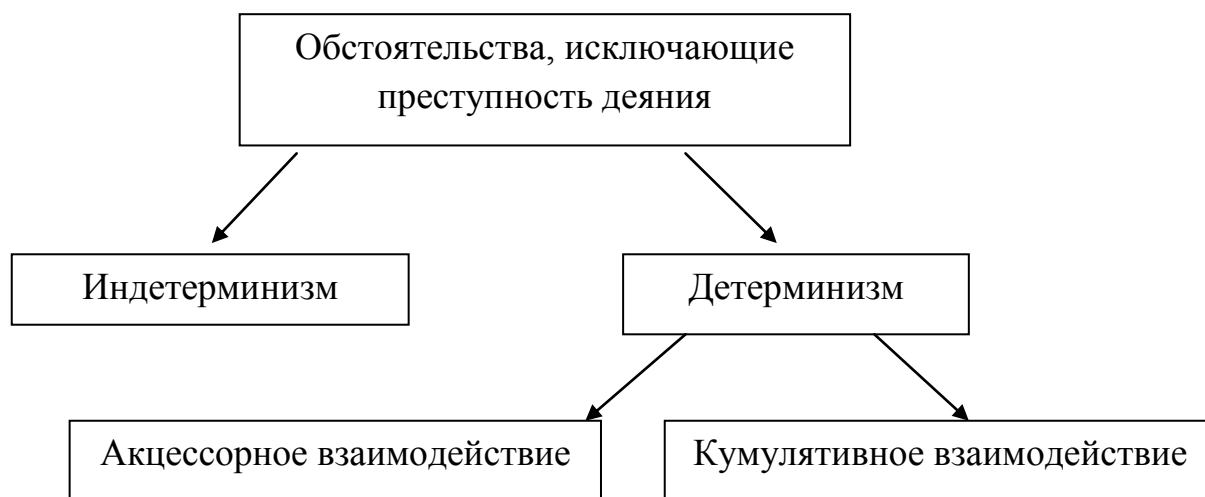 Обстоятельства, исключающие
преступность деяния
Индетерминизм
Детерминизм
Акцессорное взаимодействие
Кумулятивное взаимодействие